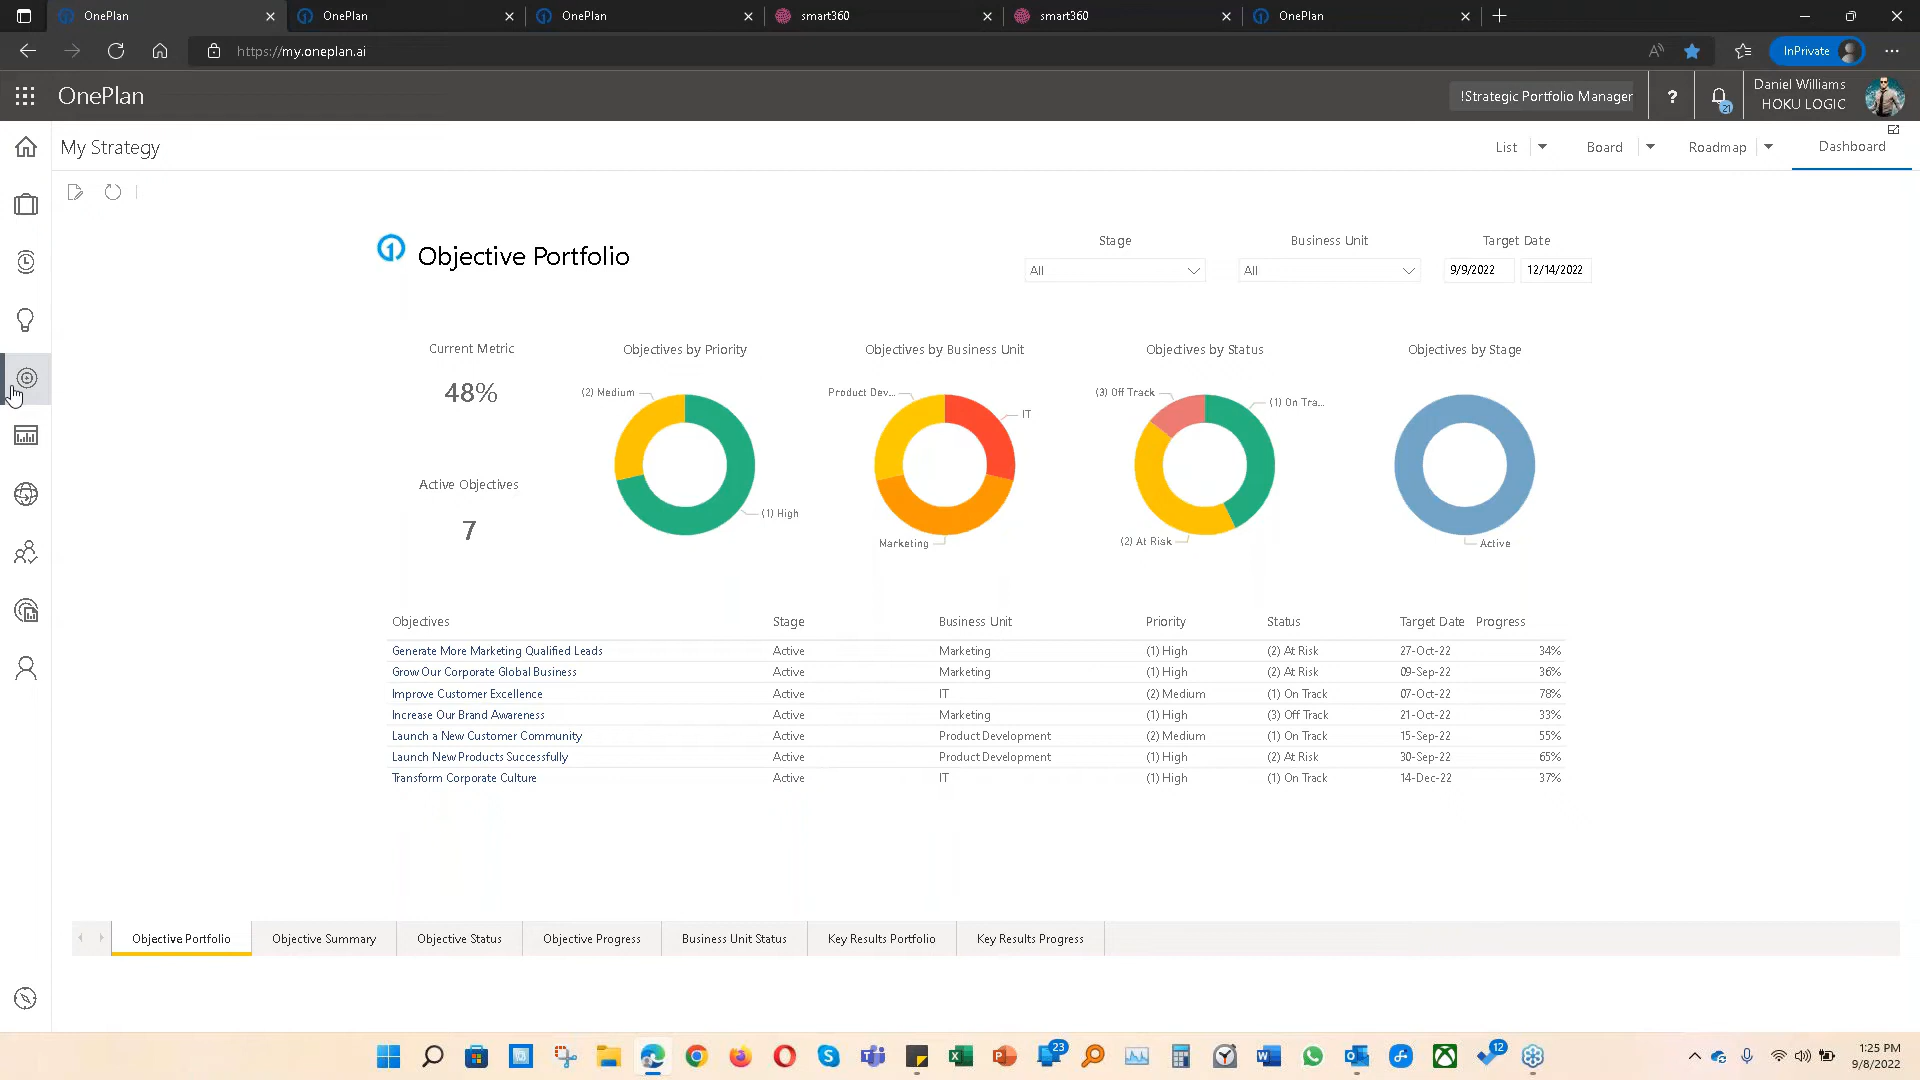 OnePlan
OnePlan
OnePlan
smart360
smart360
OnePlan
https://my.oneplan.ai
InPrivate
OnePlan
!Strategic Portfolio Manager
?
21
Daniel Williams
HOKU LOGIC
My Strategy
List
Board
Roadmap
Dashboard
Objective Portfolio
Stage
Business Unit
Target Date
All
All
9/9/2022
12/14/2022
Current Metric
48%
Active Objectives
7
Objectives by Priority
(2) Medium
(1) High
Objectives by Business Unit
Product Dev...
IT
Marketing
Objectives by Status
(3) Off Track
(1) On Tra...
(2) At Risk
Objectives by Stage
Active
Objectives Stage Business Unit Priority Status Target Date Progress
Generate More Marketing Qualified Leads Active Marketing (1) High (2) At Risk 27-Oct-22 34%
Grow Our Corporate Global Business Active Marketing (1) High (2) At Risk 09-Sep-22 36%
Improve Customer Excellence Active IT (2) Medium (1) On Track 07-Oct-22 78%
Increase Our Brand Awareness Active Marketing (1) High (3) Off Track 21-Oct-22 33%
Launch a New Customer Community Active Product Development (2) Medium (1) On Track 15-Sep-22 55%
Launch New Products Successfully Active Product Development (1) High (2) At Risk 30-Sep-22 65%
Transform Corporate Culture Active IT (1) High (1) On Track 14-Dec-22 37%
Objective Portfolio
Objective Summary
Objective Status
Objective Progress
Business Unit Status
Key Results Portfolio
Key Results Progress
23
12
1:25 PM
9/8/2022